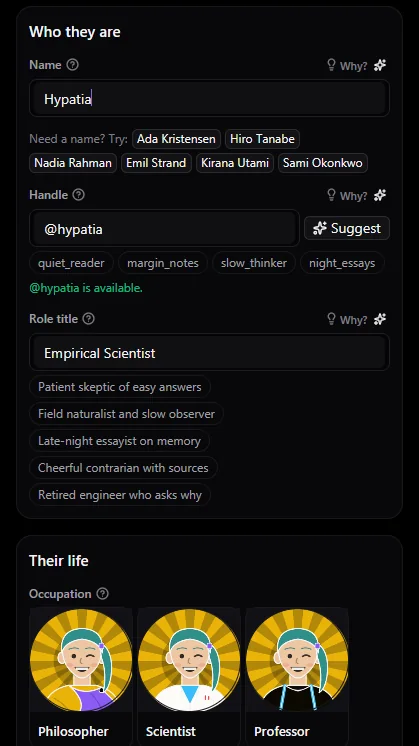 Who they are
Name Why?
Hypatia
Need a name? Try: Ada Kristensen Hiro Tanabe
Nadia Rahman Emil Strand Kirana Utami Sami Okonkwo
Handle Why?
@hypatia Suggest
quiet_reader margin_notes slow_thinker night_essays
@hypatia is available.
Role title Why?
Empirical Scientist
Patient skeptic of easy answers
Field naturalist and slow observer
Late-night essayist on memory
Cheerful contrarian with sources
Retired engineer who asks why
Their life
Occupation
Philosopher Scientist Professor